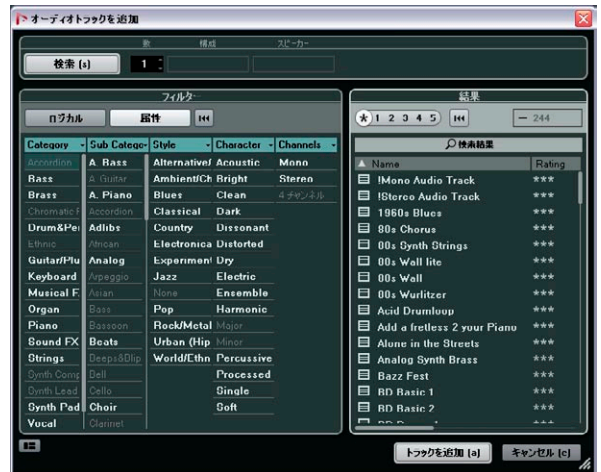 オーディオトラックを追加
数 構成 スピーカー
検索 (s) 1
フィルター
ロジカル 属性
Category Sub Catego Style Character Channels
Accordion A. Bass Alternative/ Acoustic Mono
Bass A. Guitar Ambient/Ch Bright Stereo
Brass A. Piano Blues Clean 4 チャンネル
Chromatic F Accordion Classical Dark
Drum&Per Adlibs Country Dissonant
Ethnic African Electronica Distorted
Guitar/Plu Analog Experiment Dry
Keyboard Arpeggio Jazz Electric
Musical F. Asian None Ensemble
Organ Bass Pop Harmonic
Piano Bassoon Rock/Metal Major
Sound FX Beats Urban (Hip Minor
Strings Deeps&Blip World/Ethn Percussive
Synth Comp Bell Processed
Synth Lead Cello Single
Synth Pad Choir Soft
Vocal Clarinet
結果
* 1 2 3 4 5 244
検索結果
Name Rating
!Mono Audio Track ***
!Stereo Audio Track ***
1960s Blues ***
80s Chorus ***
80s Synth Strings ***
80s Wall lite ***
80s Wall ***
80s Wurlitzer ***
Acid Drumloop ***
Add a fretless 2 your Piano ***
Alone in the Streets ***
Analog Synth Brass ***
Bazz Fest ***
BD Basic 1 ***
BD Basic 2 ***
トラックを追加 (a) キャンセル (c)